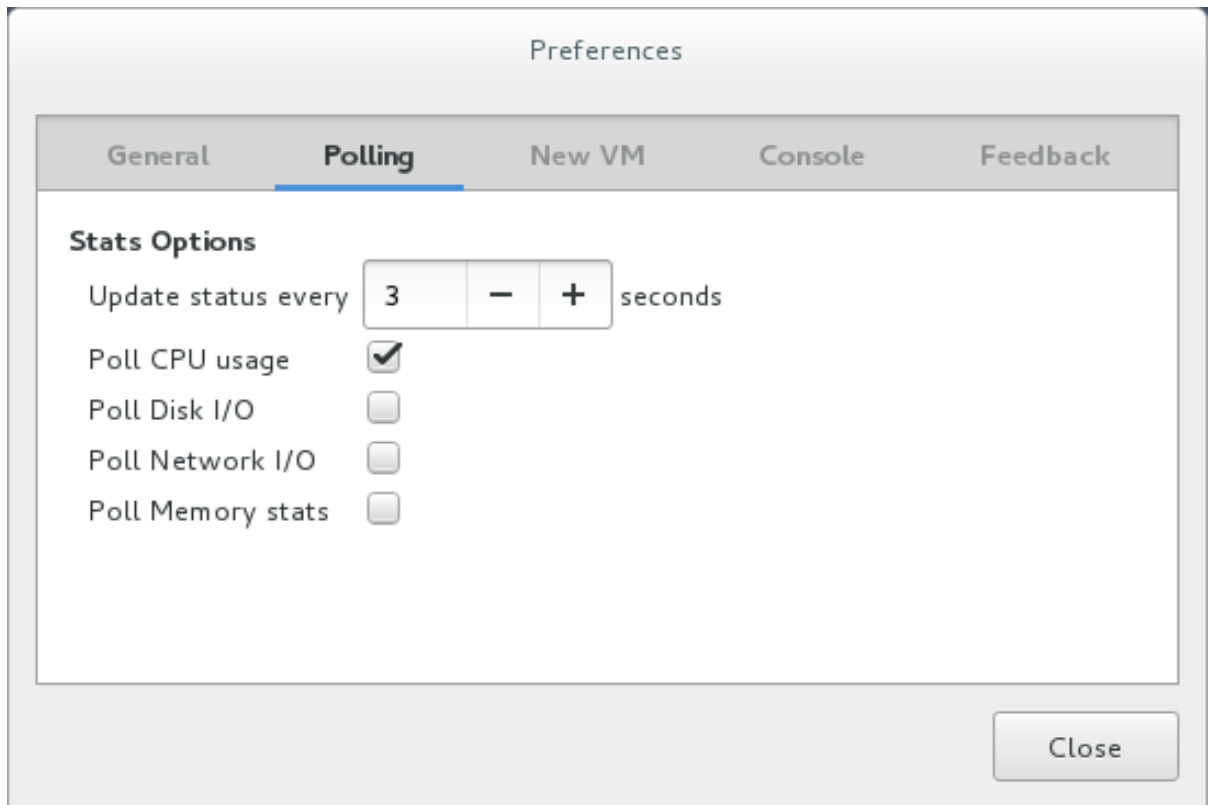 Preferences
General Polling New VM Console Feedback
Stats Options
Update status every 3 − + seconds
Poll CPU usage
Poll Disk I/O
Poll Network I/O
Poll Memory stats
Close